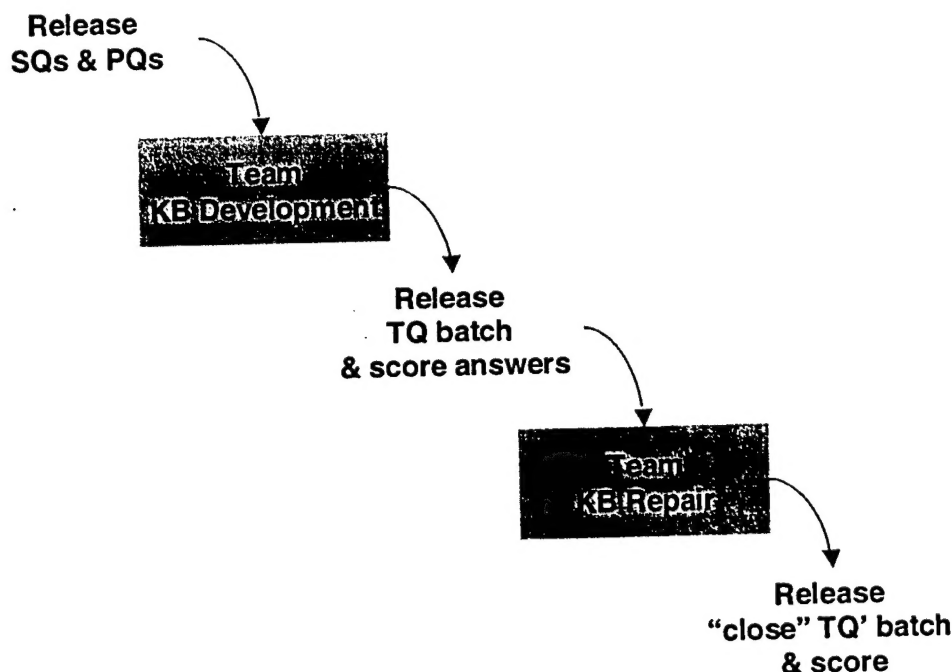 Release
SQs & PQs
Team
KB Development
Release
TQ batch
& score answers
Team
KB Repair
Release
“close” TQ’ batch
& score